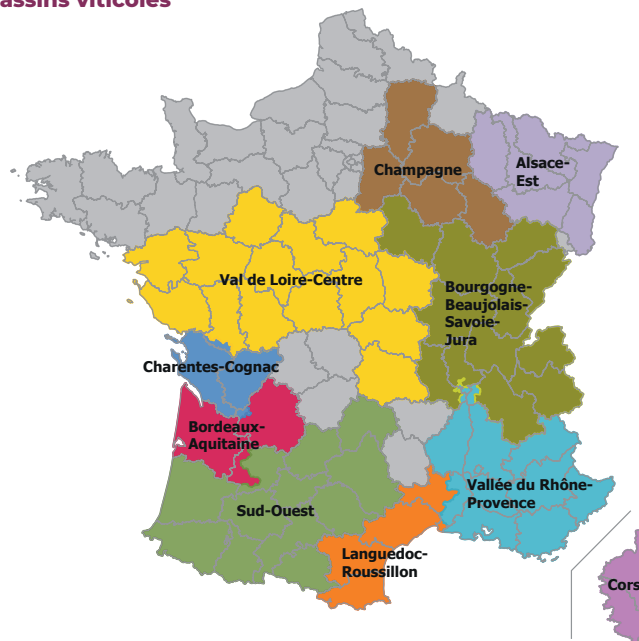 assins viticoles
Champagne
Alsace-
Est
Val de Loire-Centre
Bourgogne-
Beaujolais-
Savoie-
Jura
Charentes-Cognac
Bordeaux-
Aquitaine
Vallée du Rhône-
Provence
Sud-Ouest
Languedoc-
Roussillon
Cors